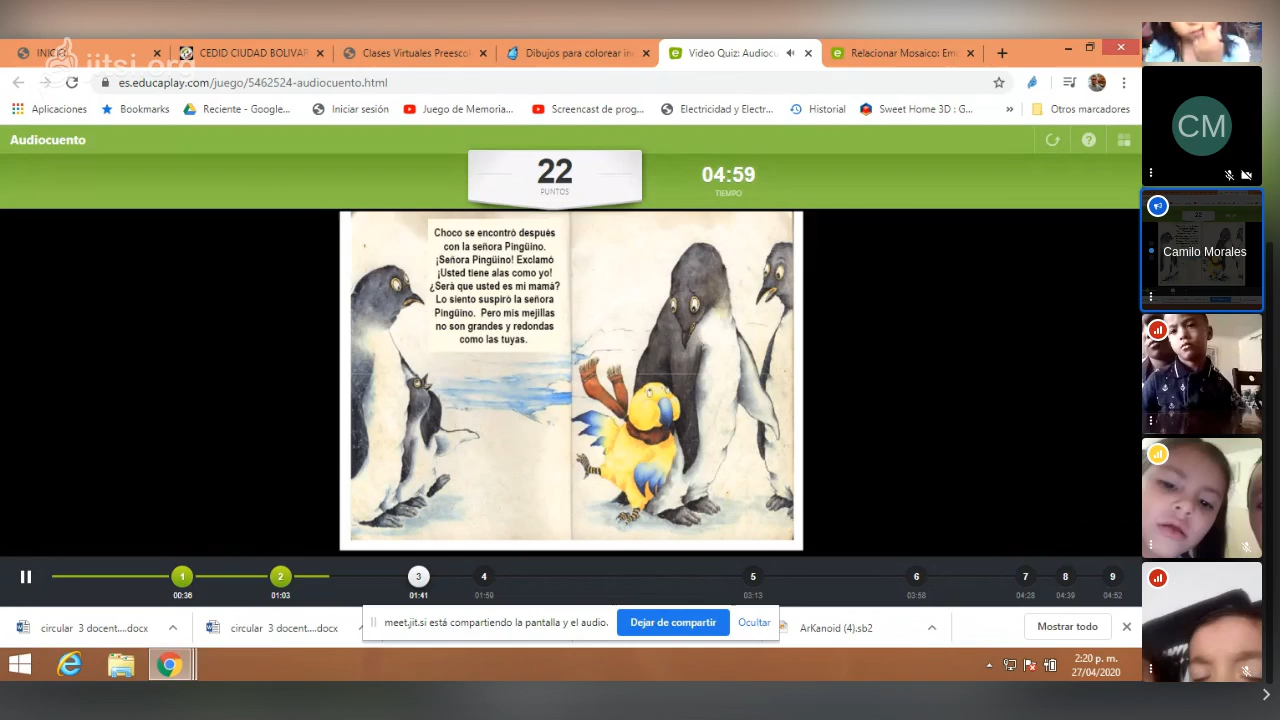 jitsi.org
INICI
CEDID CIUDAD BOLIVAR
Clases Virtuales Preesco
Dibujos para colorear in
Video Quiz: Audiocu
Relacionar Mosaico: Em
es.educaplay.com/juego/5462524-audiocuento.html
Aplicaciones
Bookmarks
Reciente - Google...
Iniciar sesión
Juego de Memoria...
Screencast de prog...
Electricidad y Electr...
Historial
Sweet Home 3D : G...
»
Otros marcadores
Audiocuento
22
PUNTOS
04:59
TIEMPO
Choco se encontró después
con la señora Pingüino.
¡Señora Pingüino! Exclamó
¡Usted tiene alas como yo!
¿Será que usted es mi mamá?
Lo siento suspiró la señora
Pingüino. Pero mis mejillas
no son grandes y redondas
como las tuyas.
1 2 3 4 5 6 7 8 9
00:36 01:03 01:41 01:59 03:13 03:58 04:28 04:39 04:52
circular 3 docent....docx
circular 3 docent....docx
meet.jit.si está compartiendo la pantalla y el audio.
Dejar de compartir
Ocultar
ArKanoid (4).sb2
Mostrar todo
2:20 p. m.
27/04/2020
CM
Camilo Morales